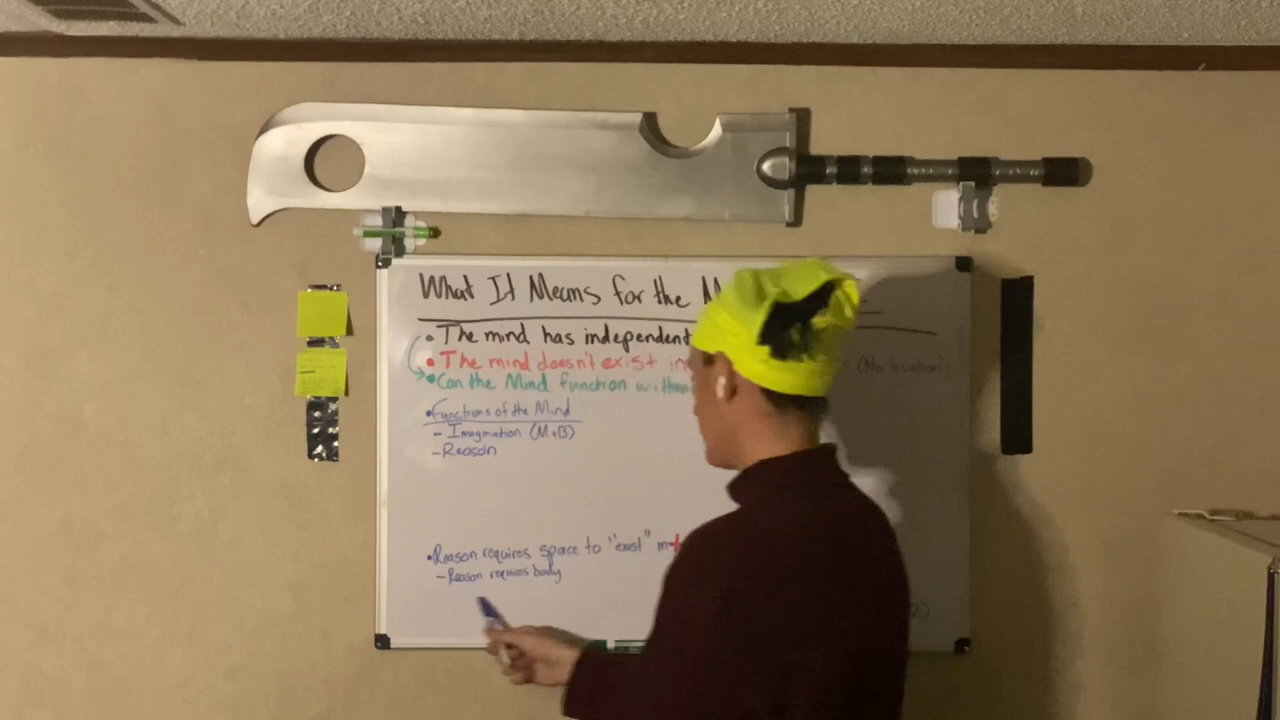 What It Means for the M
• The mind has independent
• The mind doesn't exist in = (No location)
• Can the Mind function without
• Functions of the Mind
- Imagination (M+B)
- Reason
• Reason requires space to "exist" in
- Reason requires body